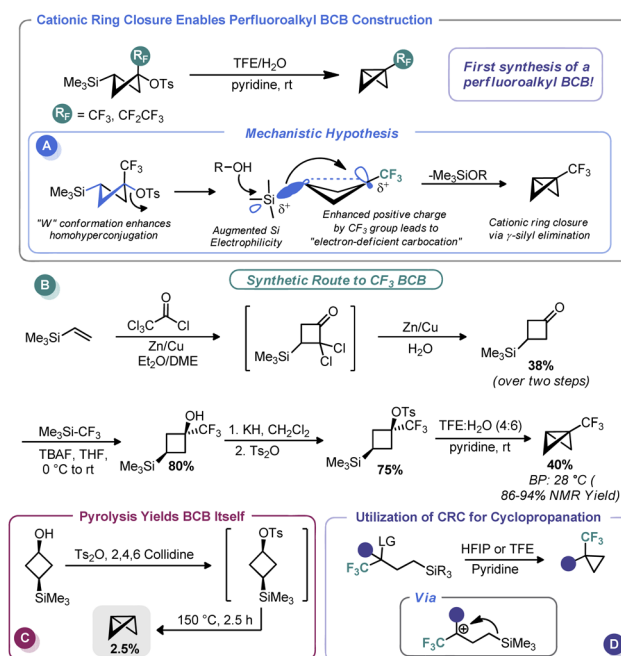 Cationic Ring Closure Enables Perfluoroalkyl BCB Construction
RF
Me3Si
OTs
TFE/H2O
pyridine, rt
RF
First synthesis of a
perfluoroalkyl BCB!
RF = CF3, CF2CF3
A
Mechanistic Hypothesis
CF3
Me3Si
OTs
"W" conformation enhances
homohyperconjugation
R–OH
Si
δ+
Augmented Si
Electrophilicity
CF3
δ+
Enhanced positive charge
by CF3 group leads to
"electron-deficient carbocation"
-Me3SiOR
CF3
Cationic ring closure
via γ-silyl elimination
B
Synthetic Route to CF3 BCB
Me3Si
O
Cl3C
Cl
Zn/Cu
Et2O/DME
O
Cl
Cl
Me3Si
Zn/Cu
H2O
O
Me3Si
38%
(over two steps)
Me3Si-CF3
TBAF, THF,
0 °C to rt
OH
CF3
Me3Si
80%
1. KH, CH2Cl2
2. Ts2O
OTs
CF3
Me3Si
75%
TFE:H2O (4:6)
pyridine, rt
CF3
40%
BP: 28 °C (
86-94% NMR Yield)
Pyrolysis Yields BCB Itself
OH
SiMe3
Ts2O, 2,4,6 Collidine
OTs
SiMe3
150 °C, 2.5 h
2.5%
C
Utilization of CRC for Cyclopropanation
LG
F3C
SiR3
HFIP or TFE
Pyridine
CF3
Via
F3C
SiMe3
D